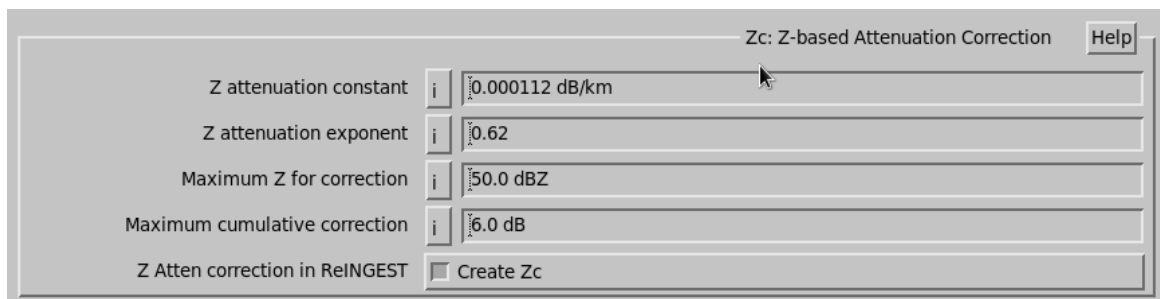 Zc: Z-based Attenuation Correction Help
Z attenuation constant i 0.000112 dB/km
Z attenuation exponent i 0.62
Maximum Z for correction i 50.0 dBZ
Maximum cumulative correction i 6.0 dB
Z Atten correction in ReINGEST Create Zc